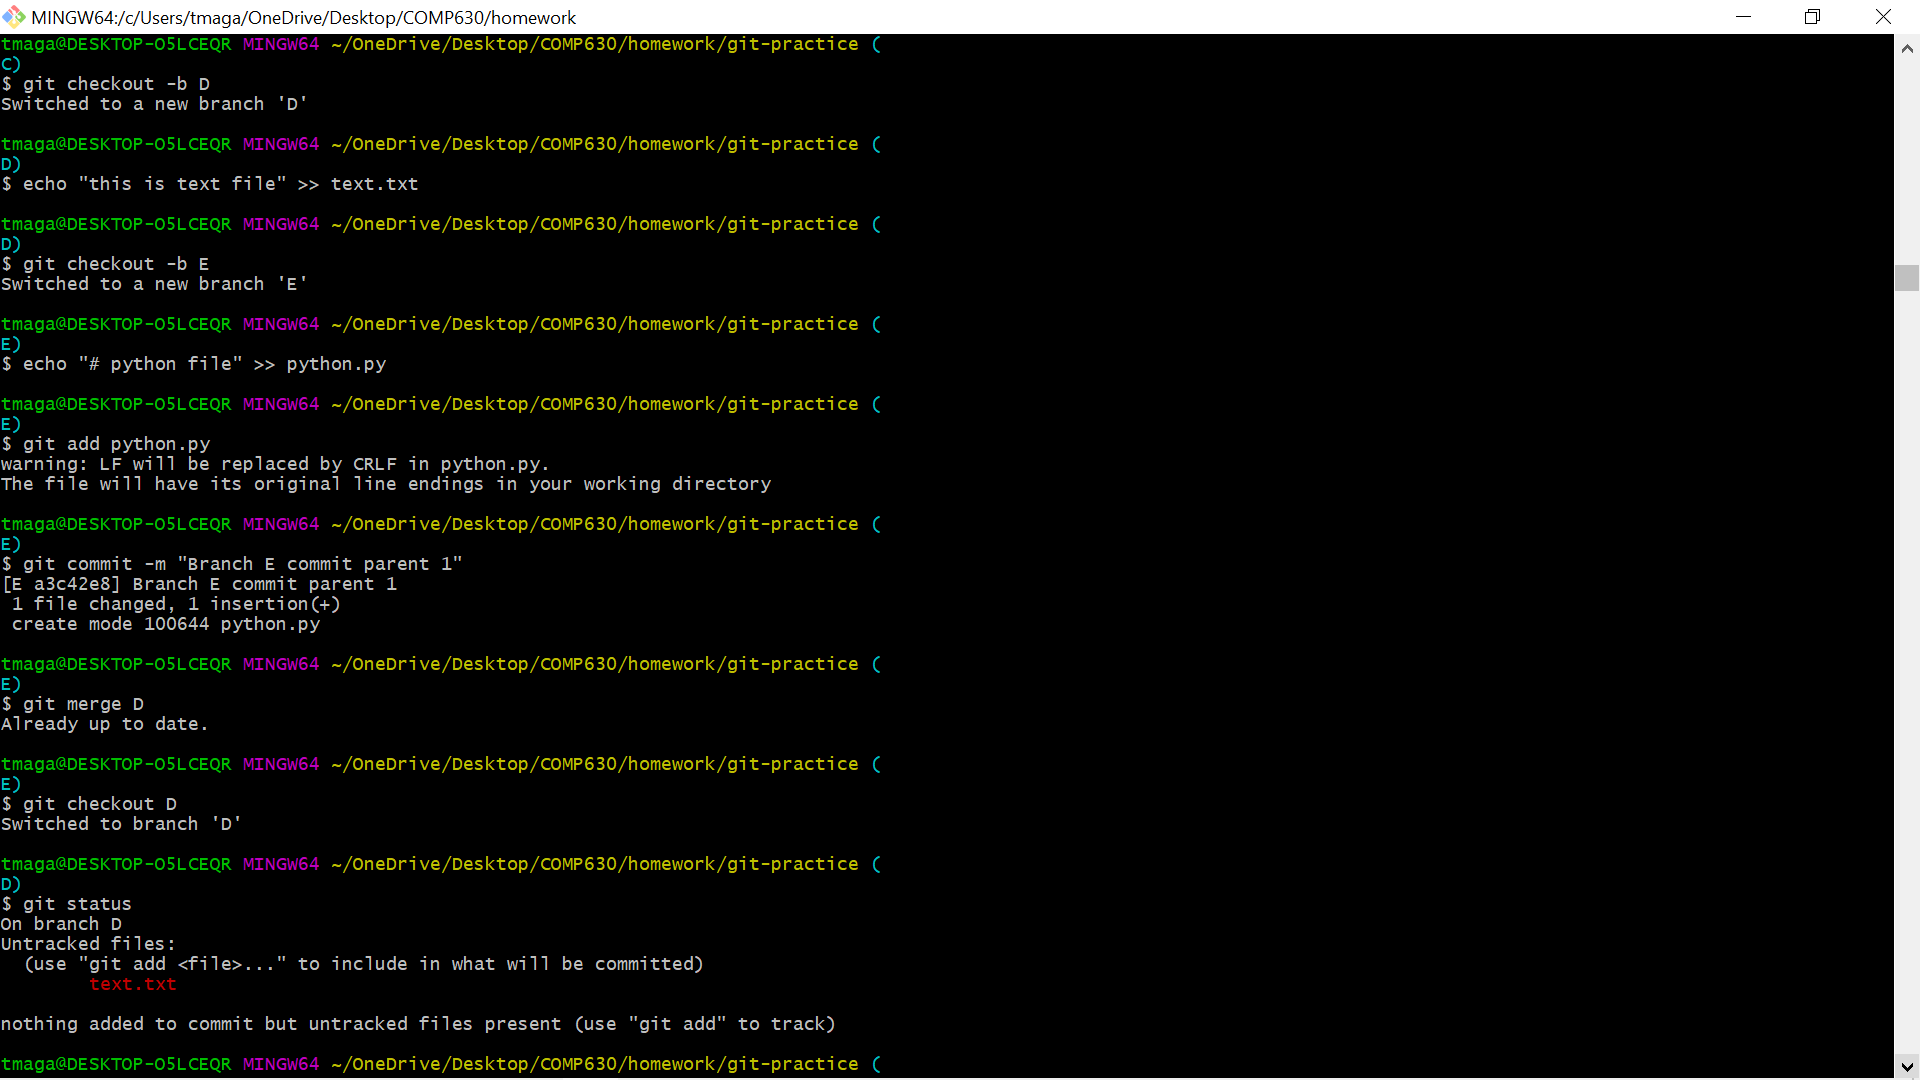 MINGW64:/c/Users/tmaga/OneDrive/Desktop/COMP630/homework
tmaga@DESKTOP-O5LCEQR MINGW64 ~/OneDrive/Desktop/COMP630/homework/git-practice (
C)
$ git checkout -b D
Switched to a new branch 'D'
tmaga@DESKTOP-O5LCEQR MINGW64 ~/OneDrive/Desktop/COMP630/homework/git-practice (
D)
$ echo "this is text file" >> text.txt
tmaga@DESKTOP-O5LCEQR MINGW64 ~/OneDrive/Desktop/COMP630/homework/git-practice (
D)
$ git checkout -b E
Switched to a new branch 'E'
tmaga@DESKTOP-O5LCEQR MINGW64 ~/OneDrive/Desktop/COMP630/homework/git-practice (
E)
$ echo "# python file" >> python.py
tmaga@DESKTOP-O5LCEQR MINGW64 ~/OneDrive/Desktop/COMP630/homework/git-practice (
E)
$ git add python.py
warning: LF will be replaced by CRLF in python.py.
The file will have its original line endings in your working directory
tmaga@DESKTOP-O5LCEQR MINGW64 ~/OneDrive/Desktop/COMP630/homework/git-practice (
E)
$ git commit -m "Branch E commit parent 1"
[E a3c42e8] Branch E commit parent 1
 1 file changed, 1 insertion(+)
 create mode 100644 python.py
tmaga@DESKTOP-O5LCEQR MINGW64 ~/OneDrive/Desktop/COMP630/homework/git-practice (
E)
$ git merge D
Already up to date.
tmaga@DESKTOP-O5LCEQR MINGW64 ~/OneDrive/Desktop/COMP630/homework/git-practice (
E)
$ git checkout D
Switched to branch 'D'
tmaga@DESKTOP-O5LCEQR MINGW64 ~/OneDrive/Desktop/COMP630/homework/git-practice (
D)
$ git status
On branch D
Untracked files:
  (use "git add <file>..." to include in what will be committed)
        text.txt
nothing added to commit but untracked files present (use "git add" to track)
tmaga@DESKTOP-O5LCEQR MINGW64 ~/OneDrive/Desktop/COMP630/homework/git-practice (